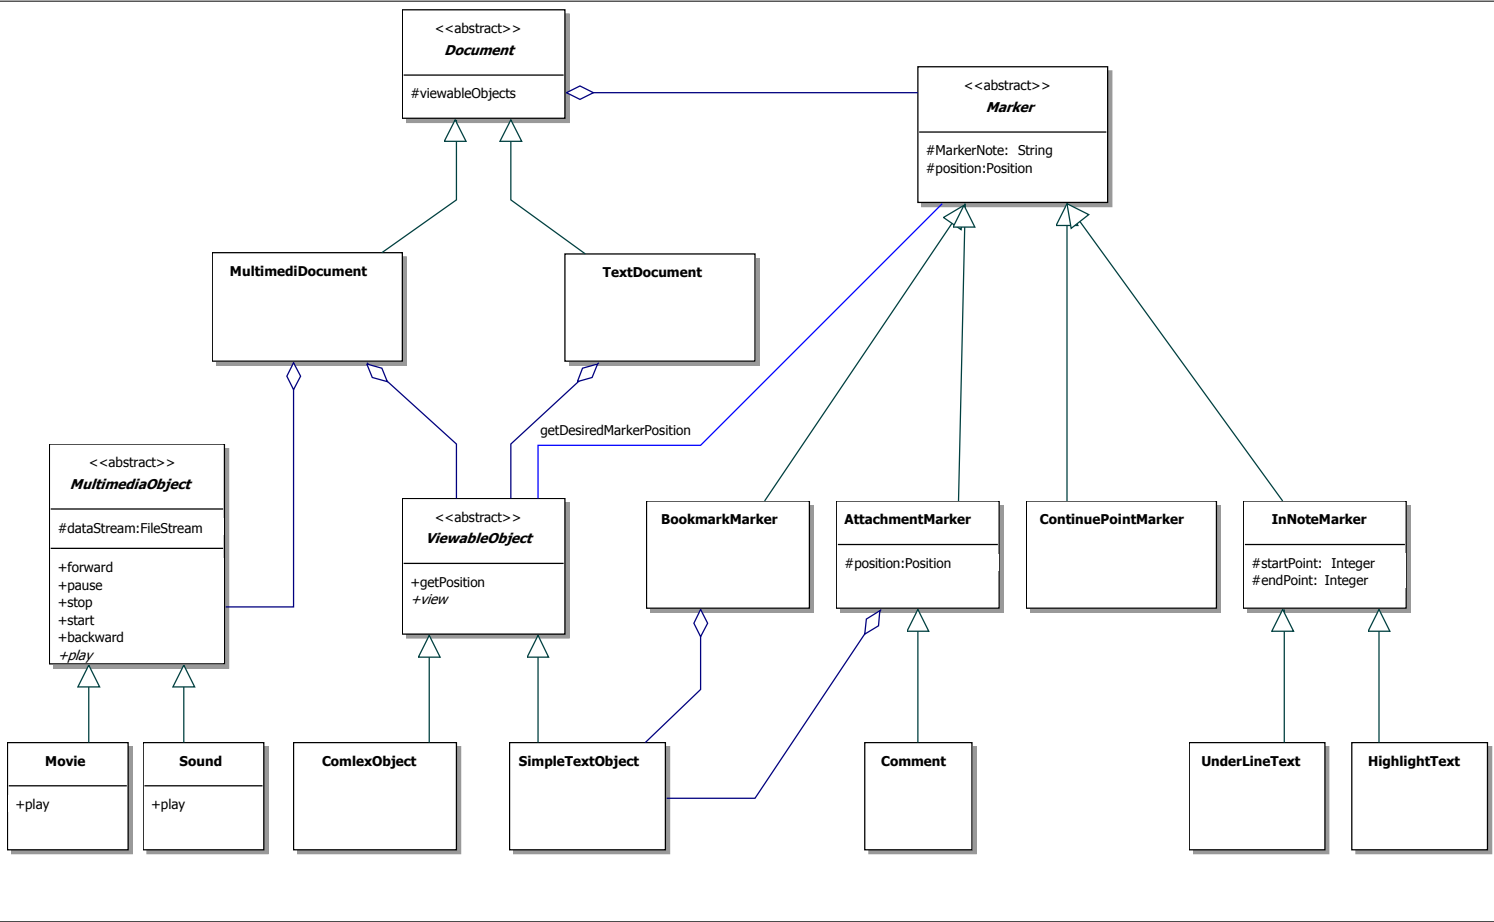 <<abstract>>
Document
#viewableObjects
<<abstract>>
Marker
#MarkerNote: String
#position:Position
MultimediDocument
TextDocument
getDesiredMarkerPosition
<<abstract>>
MultimediaObject
#dataStream:FileStream
+forward
+pause
+stop
+start
+backward
+play
<<abstract>>
ViewableObject
+getPosition
+view
BookmarkMarker
AttachmentMarker
#position:Position
ContinuePointMarker
InNoteMarker
#startPoint: Integer
#endPoint: Integer
Movie
+play
Sound
+play
ComlexObject
SimpleTextObject
Comment
UnderLineText
HighlightText